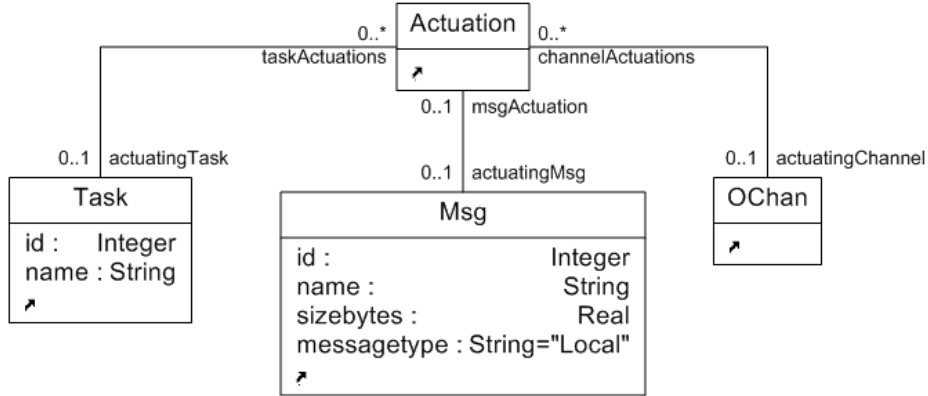 Actuation
0..*
0..*
taskActuations
channelActuations
0..1 msgActuation
0..1 actuatingTask
0..1 actuatingMsg
0..1 actuatingChannel
Task
id : Integer
name : String
Msg
id : Integer
name : String
sizebytes : Real
messagetype : String="Local"
OChan